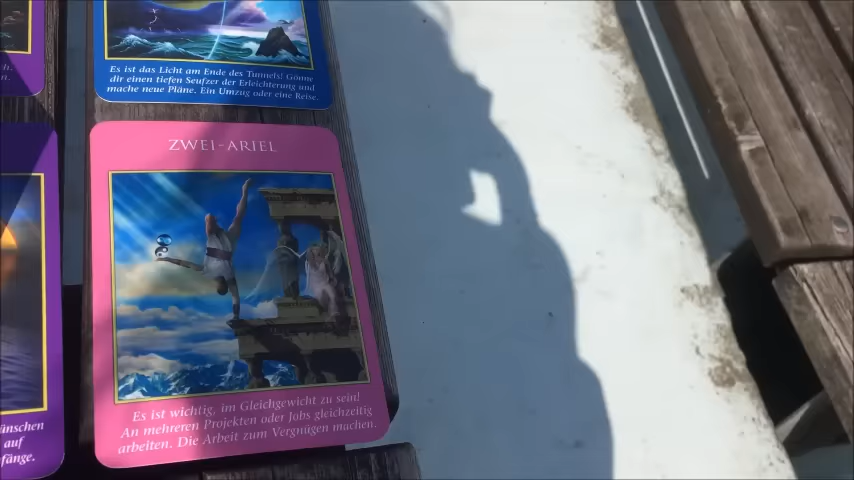 h.
n.
Es ist das Licht am Ende des Tunnels! Gönne
dir einen tiefen Seufzer der Erleichterung und
mache neue Pläne. Ein Umzug oder eine Reise.
ZWEI-ARIEL
Es ist wichtig, im Gleichgewicht zu sein!
An mehreren Projekten oder Jobs gleichzeitig
arbeiten. Die Arbeit zum Vergnügen machen.
ünschen
auf
fänge.